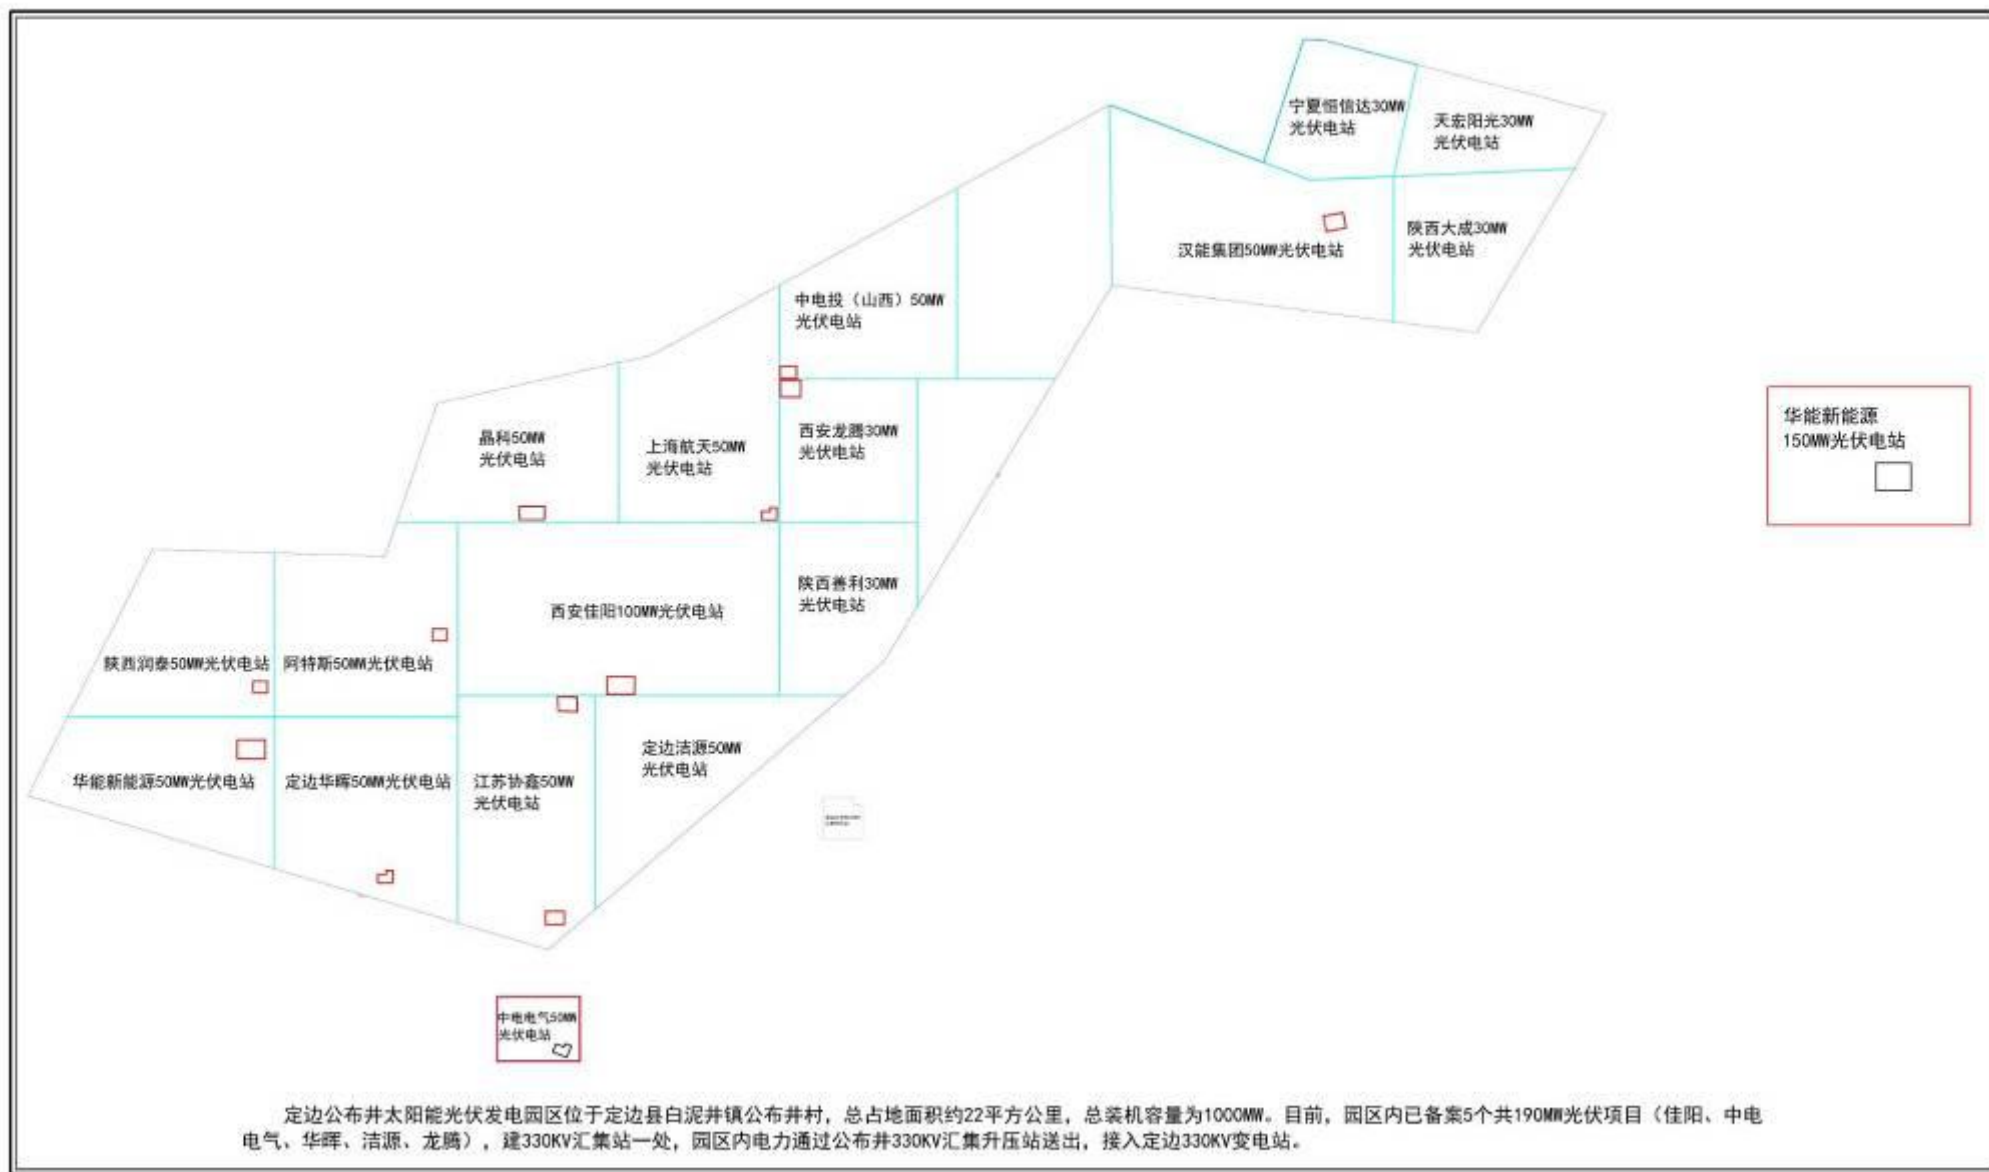 宁夏恒信达30MW
光伏电站
天宏阳光30MW
光伏电站
陕西大成30MW
光伏电站
汉能集团50MW光伏电站
中电投（山西）50MW
光伏电站
华能新能源
150MW光伏电站
晶科50MW
光伏电站
上海航天50MW
光伏电站
西安龙腾30MW
光伏电站
西安佳阳100MW光伏电站
陕西善利30MW
光伏电站
陕西润泰50MW光伏电站
阿特斯50MW光伏电站
华能新能源50MW光伏电站
定边华晖50MW光伏电站
江苏协鑫50MW
光伏电站
定边洁源50MW
光伏电站
中电电气50MW
光伏电站
定边公布井太阳能光伏发电园区位于定边县白泥井镇公布井村，总占地面积约22平方公里，总装机容量为1000MW。目前，园区内已备案5个共190MW光伏项目（佳阳、中电
电气、华晖、洁源、龙腾），建330KV汇集站一处，园区内电力通过公布井330KV汇集升压站送出，接入定边330KV变电站。